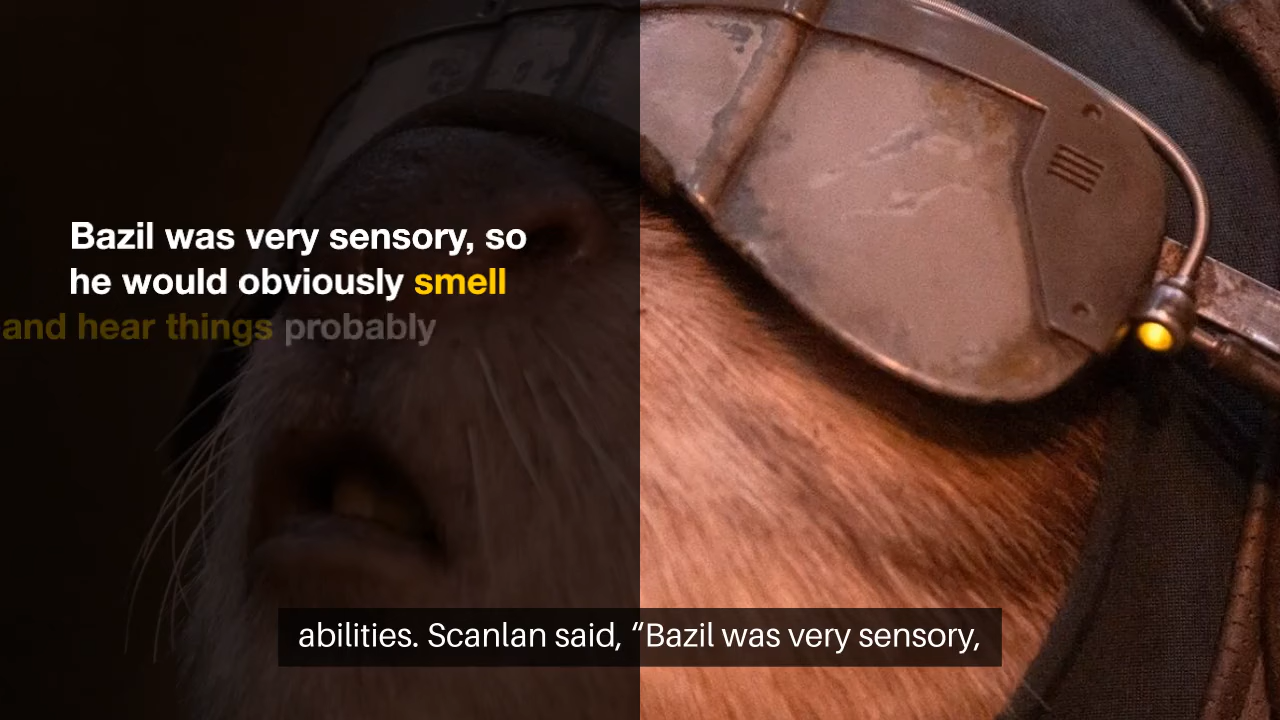 Bazil was very sensory, so
he would obviously smell
and hear things probably
abilities. Scanlan said, “Bazil was very sensory,